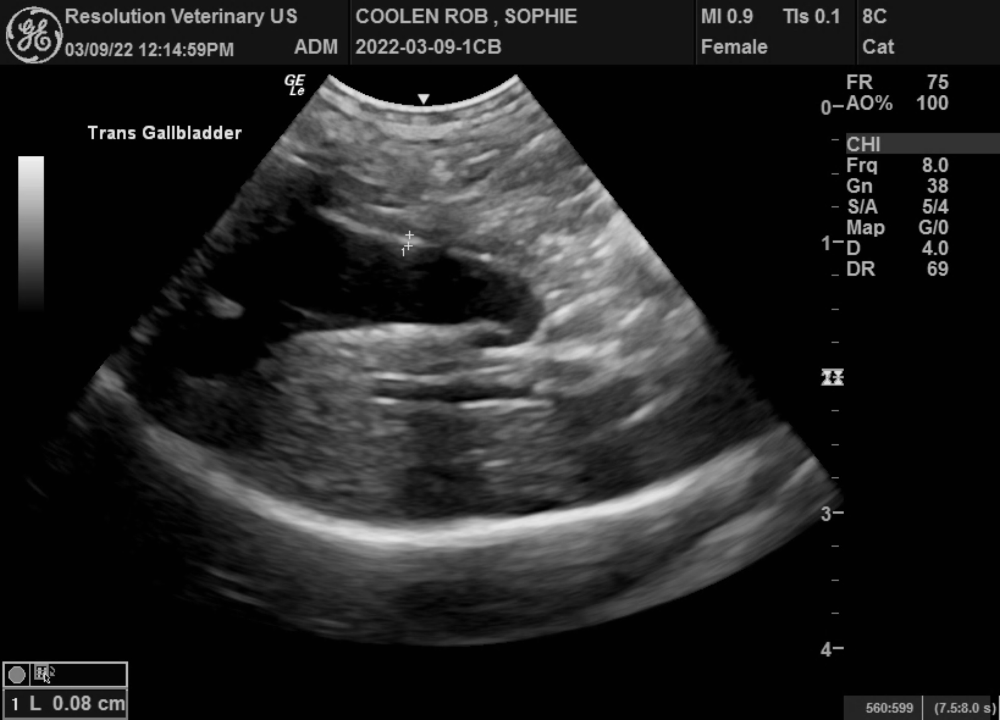 GE
Resolution Veterinary US
03/09/22 12:14:59PM ADM
COOLEN ROB , SOPHIE
2022-03-09-1CB
MI 0.9 TIs 0.1
Female
8C
Cat
GE
Le
Trans Gallbladder
FR 75
AO% 100
CHI
Frq 8.0
Gn 38
S/A 5/4
Map G/0
D 4.0
DR 69
0
1
3
4
1
1 L 0.08 cm
560:599 (7.5:8.0 s)